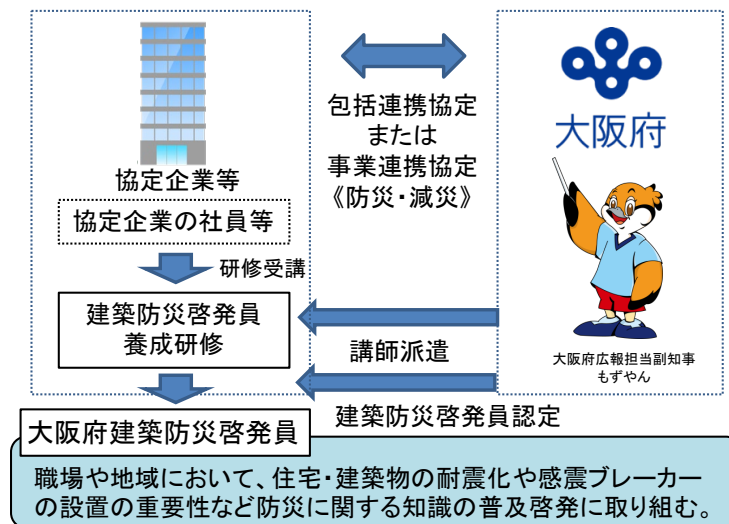 協定企業等
協定企業の社員等
研修受講
建築防災啓発員
養成研修
包括連携協定
または
事業連携協定
《防災・減災》
大阪府
大阪府広報担当副知事
もずやん
講師派遣
建築防災啓発員認定
大阪府建築防災啓発員
職場や地域において、住宅・建築物の耐震化や感震ブレーカー
の設置の重要性など防災に関する知識の普及啓発に取り組む。